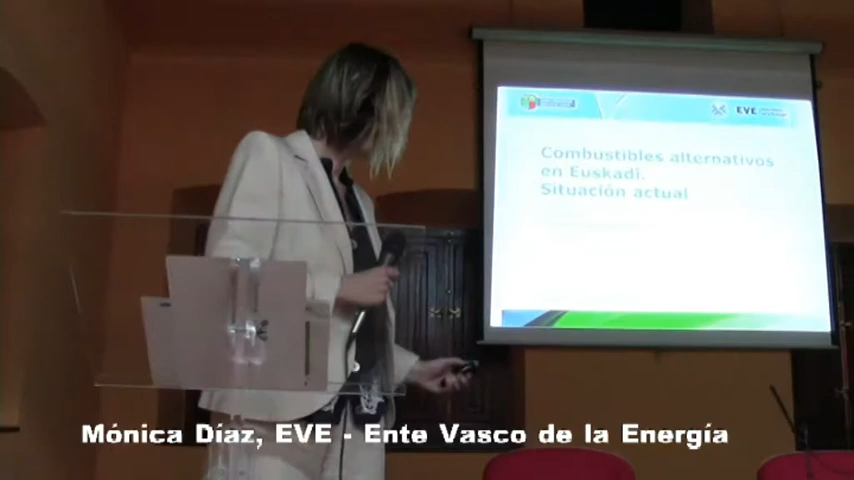 EVE
Combustibles alternativos
en Euskadi.
Situación actual
Mónica Díaz, EVE - Ente Vasco de la Energía